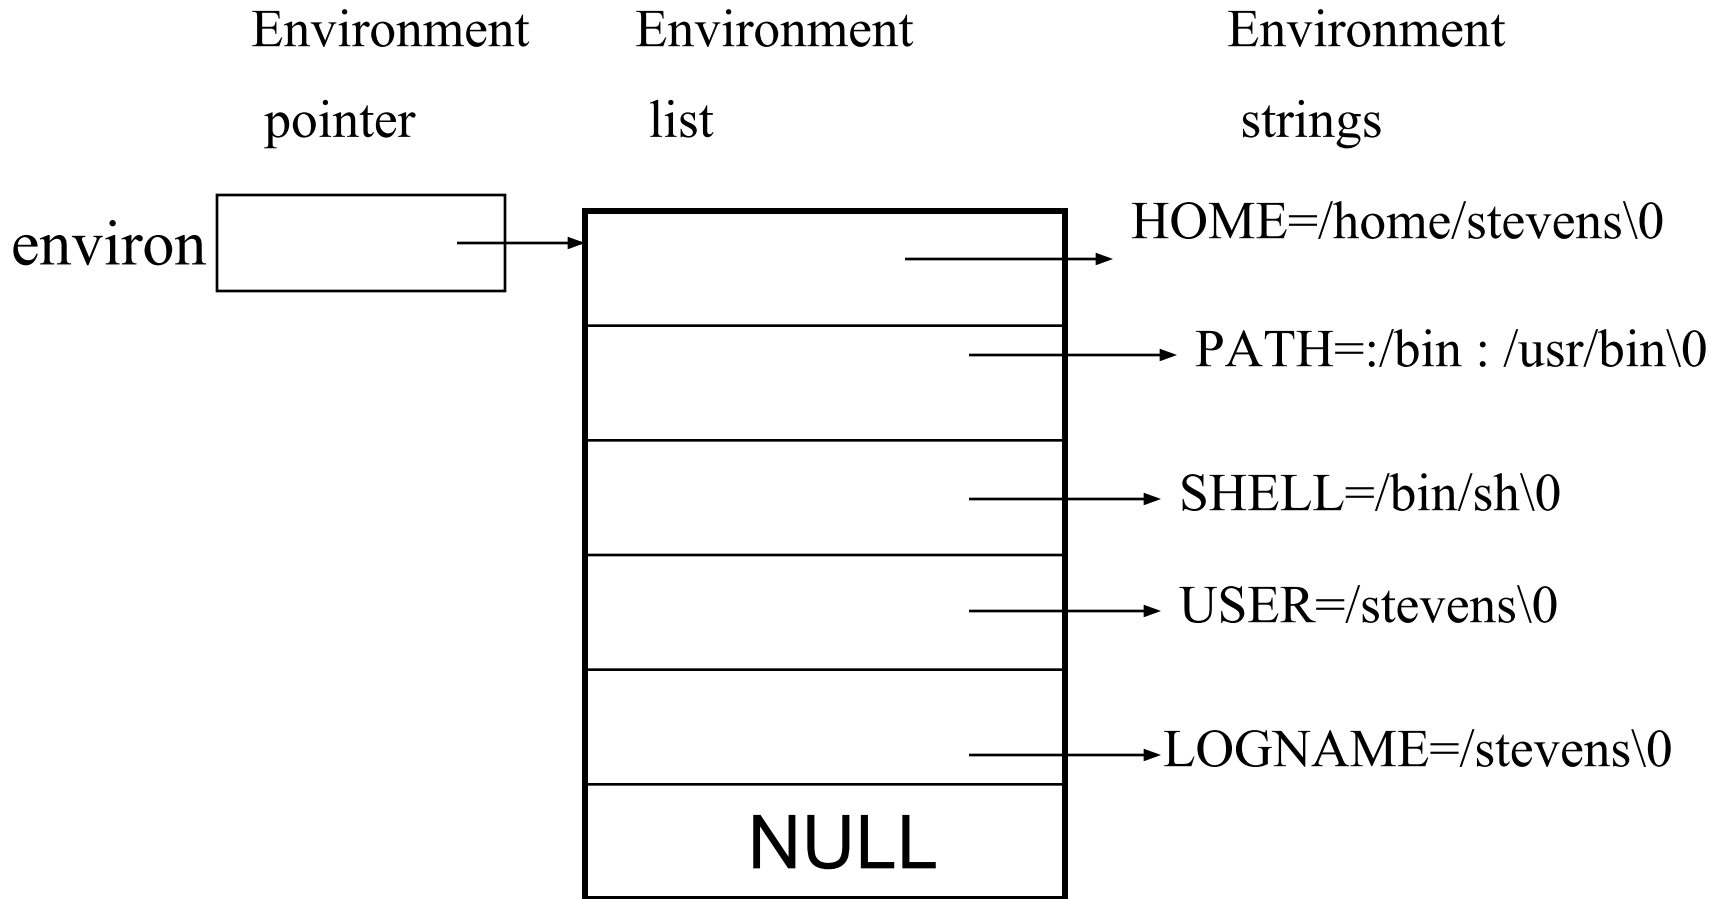 Environment
pointer
Environment
list
Environment
strings
environ
HOME=/home/stevens\0
PATH=:/bin : /usr/bin\0
SHELL=/bin/sh\0
USER=/stevens\0
LOGNAME=/stevens\0
NULL